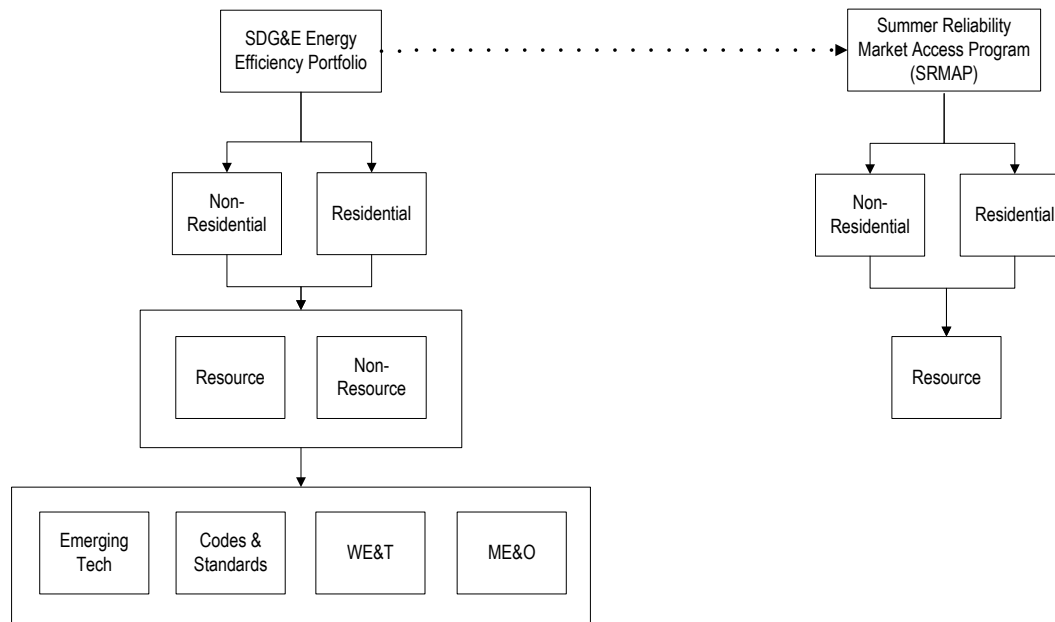 SDG&E Energy
Efficiency Portfolio
Summer Reliability
Market Access Program
(SRMAP)
Non-
Residential
Residential
Non-
Residential
Residential
Resource
Non-
Resource
Resource
Emerging
Tech
Codes &
Standards
WE&T
ME&O